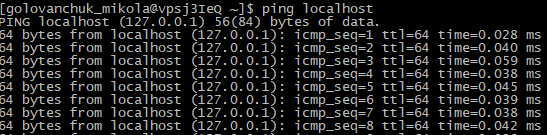 [golovanchuk_mikola@vpsj3IeQ ~]$ ping localhost
PING localhost (127.0.0.1) 56(84) bytes of data.
64 bytes from localhost (127.0.0.1): icmp_seq=1 ttl=64 time=0.028 ms
64 bytes from localhost (127.0.0.1): icmp_seq=2 ttl=64 time=0.040 ms
64 bytes from localhost (127.0.0.1): icmp_seq=3 ttl=64 time=0.059 ms
64 bytes from localhost (127.0.0.1): icmp_seq=4 ttl=64 time=0.038 ms
64 bytes from localhost (127.0.0.1): icmp_seq=5 ttl=64 time=0.045 ms
64 bytes from localhost (127.0.0.1): icmp_seq=6 ttl=64 time=0.039 ms
64 bytes from localhost (127.0.0.1): icmp_seq=7 ttl=64 time=0.038 ms
64 bytes from localhost (127.0.0.1): icmp_seq=8 ttl=64 time=0.042 ms